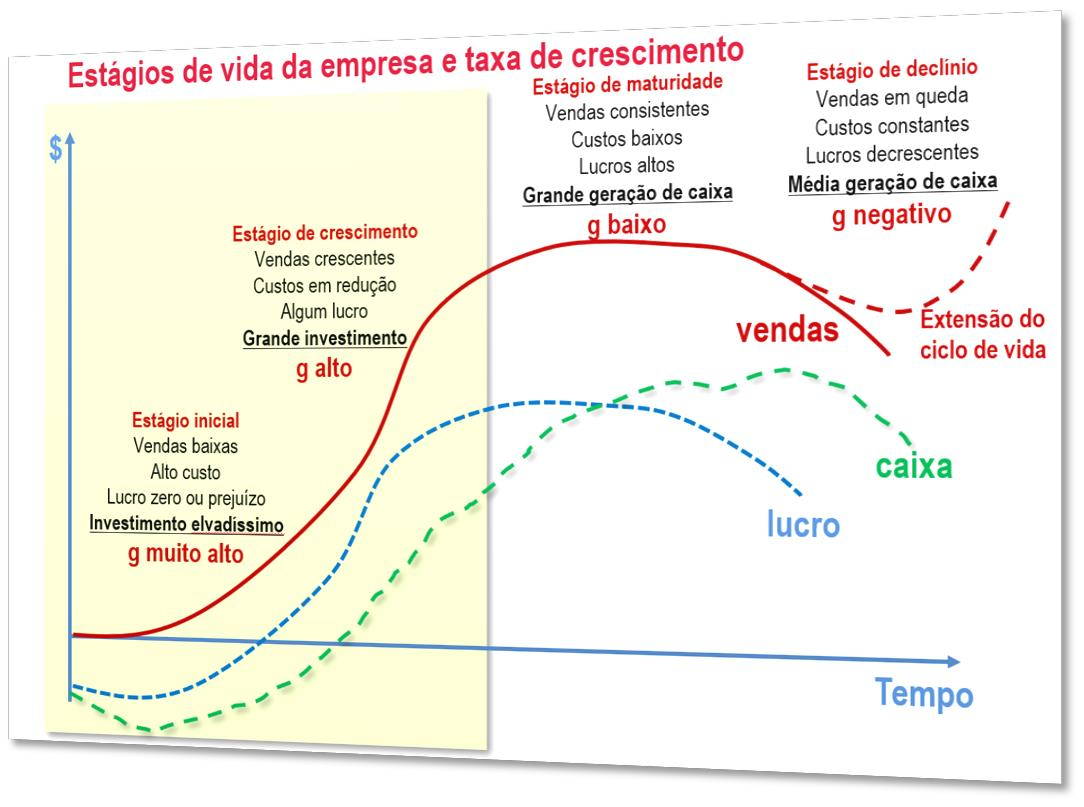 Estágios de vida da empresa e taxa de crescimento
$
Estágio inicial
Vendas baixas
Alto custo
Lucro zero ou prejuízo
Investimento elvadíssimo
g muito alto
Estágio de crescimento
Vendas crescentes
Custos em redução
Algum lucro
Grande investimento
g alto
Estágio de maturidade
Vendas consistentes
Custos baixos
Lucros altos
Grande geração de caixa
g baixo
Estágio de declínio
Vendas em queda
Custos constantes
Lucros decrescentes
Média geração de caixa
g negativo
vendas
Extensão do
ciclo de vida
caixa
lucro
Tempo